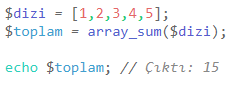 $dizi = [1,2,3,4,5];
$toplam = array_sum($dizi);
echo $toplam; // Çıktı: 15